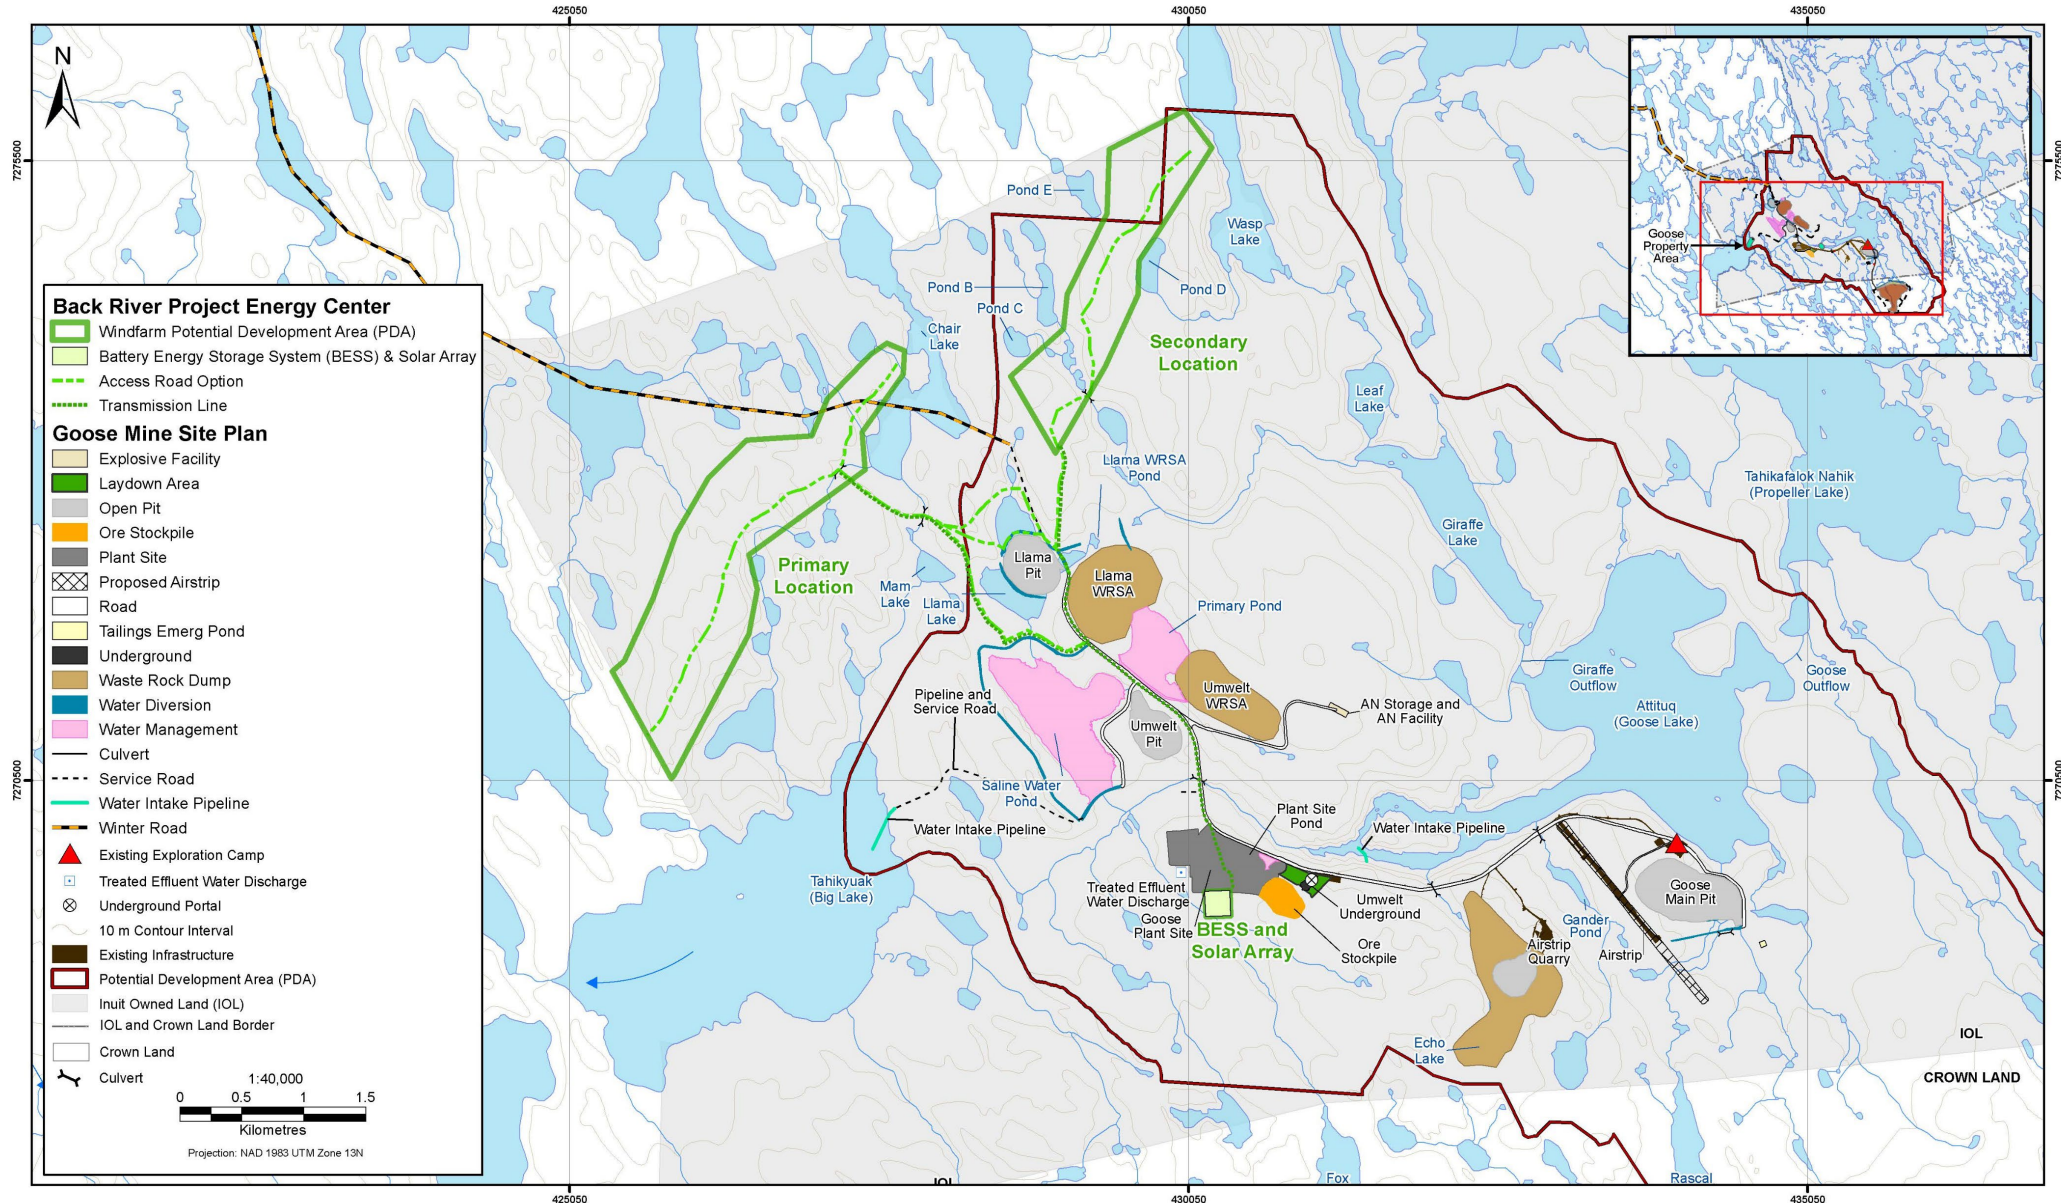 425050
430050
435050
7275500
7275500
7270500
7270500
425050
430050
435050
N
Back River Project Energy Center
Windfarm Potential Development Area (PDA)
Battery Energy Storage System (BESS) & Solar Array
Access Road Option
Transmission Line
Goose Mine Site Plan
Explosive Facility
Laydown Area
Open Pit
Ore Stockpile
Plant Site
Proposed Airstrip
Road
Tailings Emerg Pond
Underground
Waste Rock Dump
Water Diversion
Water Management
Culvert
Service Road
Water Intake Pipeline
Winter Road
Existing Exploration Camp
Treated Effluent Water Discharge
Underground Portal
10 m Contour Interval
Existing Infrastructure
Potential Development Area (PDA)
Inuit Owned Land (IOL)
IOL and Crown Land Border
Crown Land
Culvert
1:40,000
0 0.5 1 1.5
Kilometres
Projection: NAD 1983 UTM Zone 13N
Goose
Property
Area
Pond E
Wasp
Lake
Pond B
Pond D
Pond C
Chair
Lake
Secondary
Location
Leaf
Lake
Llama WRSA
Pond
Tahikafalok Nahik
(Propeller Lake)
Giraffe
Lake
Llama
Pit
Primary
Location
Llama
WRSA
Mam
Lake
Llama
Lake
Primary Pond
Giraffe
Outflow
Goose
Outflow
Pipeline and
Service Road
Umwelt
WRSA
AN Storage and
AN Facility
Attituq
(Goose Lake)
Umwelt
Pit
Saline Water
Pond
Plant Site
Pond
Water Intake Pipeline
Water Intake Pipeline
Tahikyuak
(Big Lake)
Treated Effluent
Water Discharge
Goose
Plant Site
BESS and
Solar Array
Umwelt
Underground
Ore
Stockpile
Goose
Main Pit
Gander
Pond
Airstrip
Quarry
Airstrip
Echo
Lake
IOL
CROWN LAND
IOL
Fox
Rascal